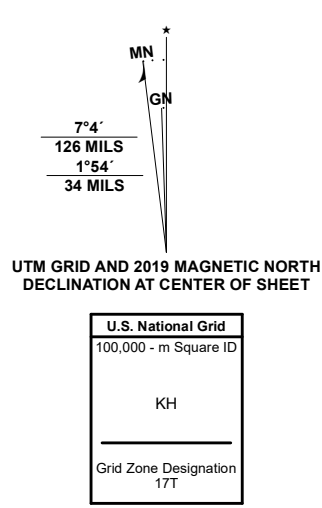 ★
MN
GN
7°4´
126 MILS
1°54´
34 MILS
UTM GRID AND 2019 MAGNETIC NORTH
DECLINATION AT CENTER OF SHEET
U.S. National Grid
100,000 - m Square ID
KH
Grid Zone Designation
17T